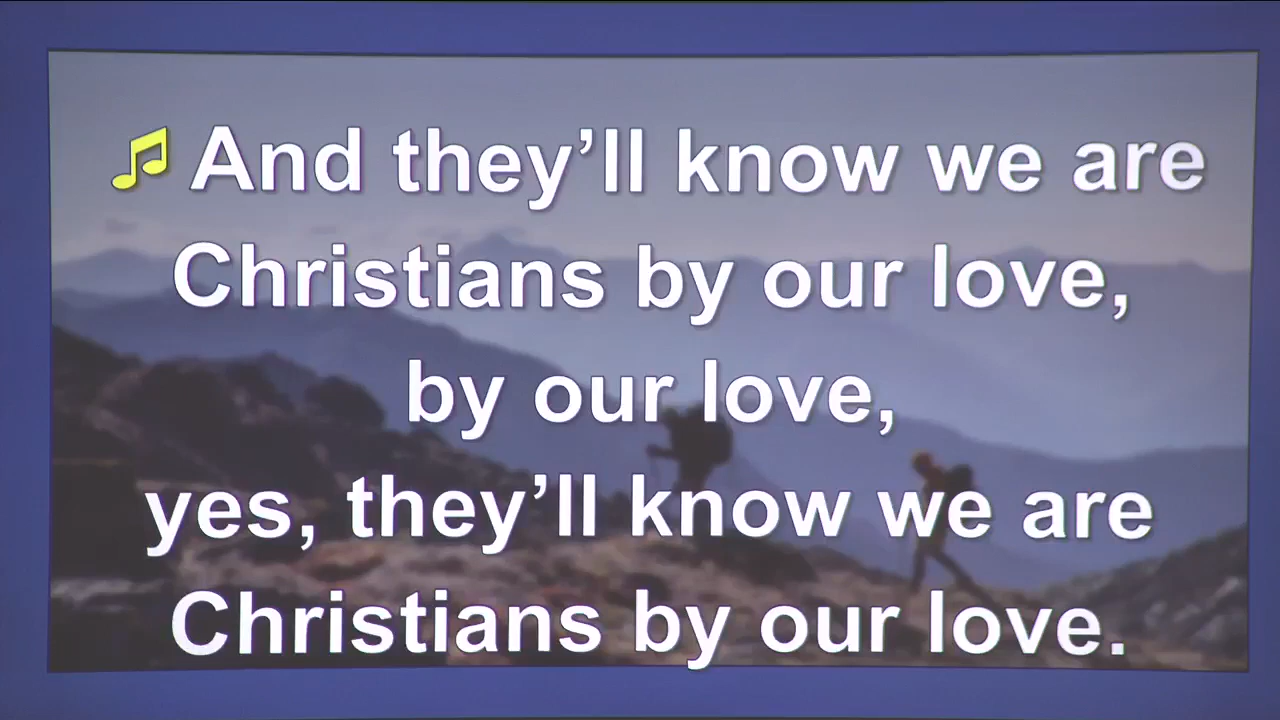 ♫ And they’ll know we are
Christians by our love,
by our love,
yes, they’ll know we are
Christians by our love.